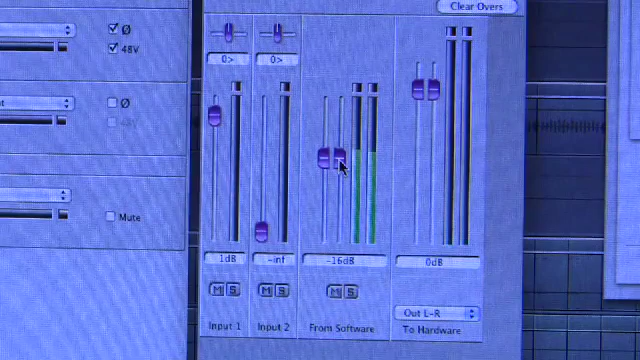 Clear Overs
Ø
48V
0>
0>
Ø
48V
Mute
1dB
-inf
-16dB
0dB
M S
M S
M S
Out L-R
Input 1
Input 2
From Software
To Hardware